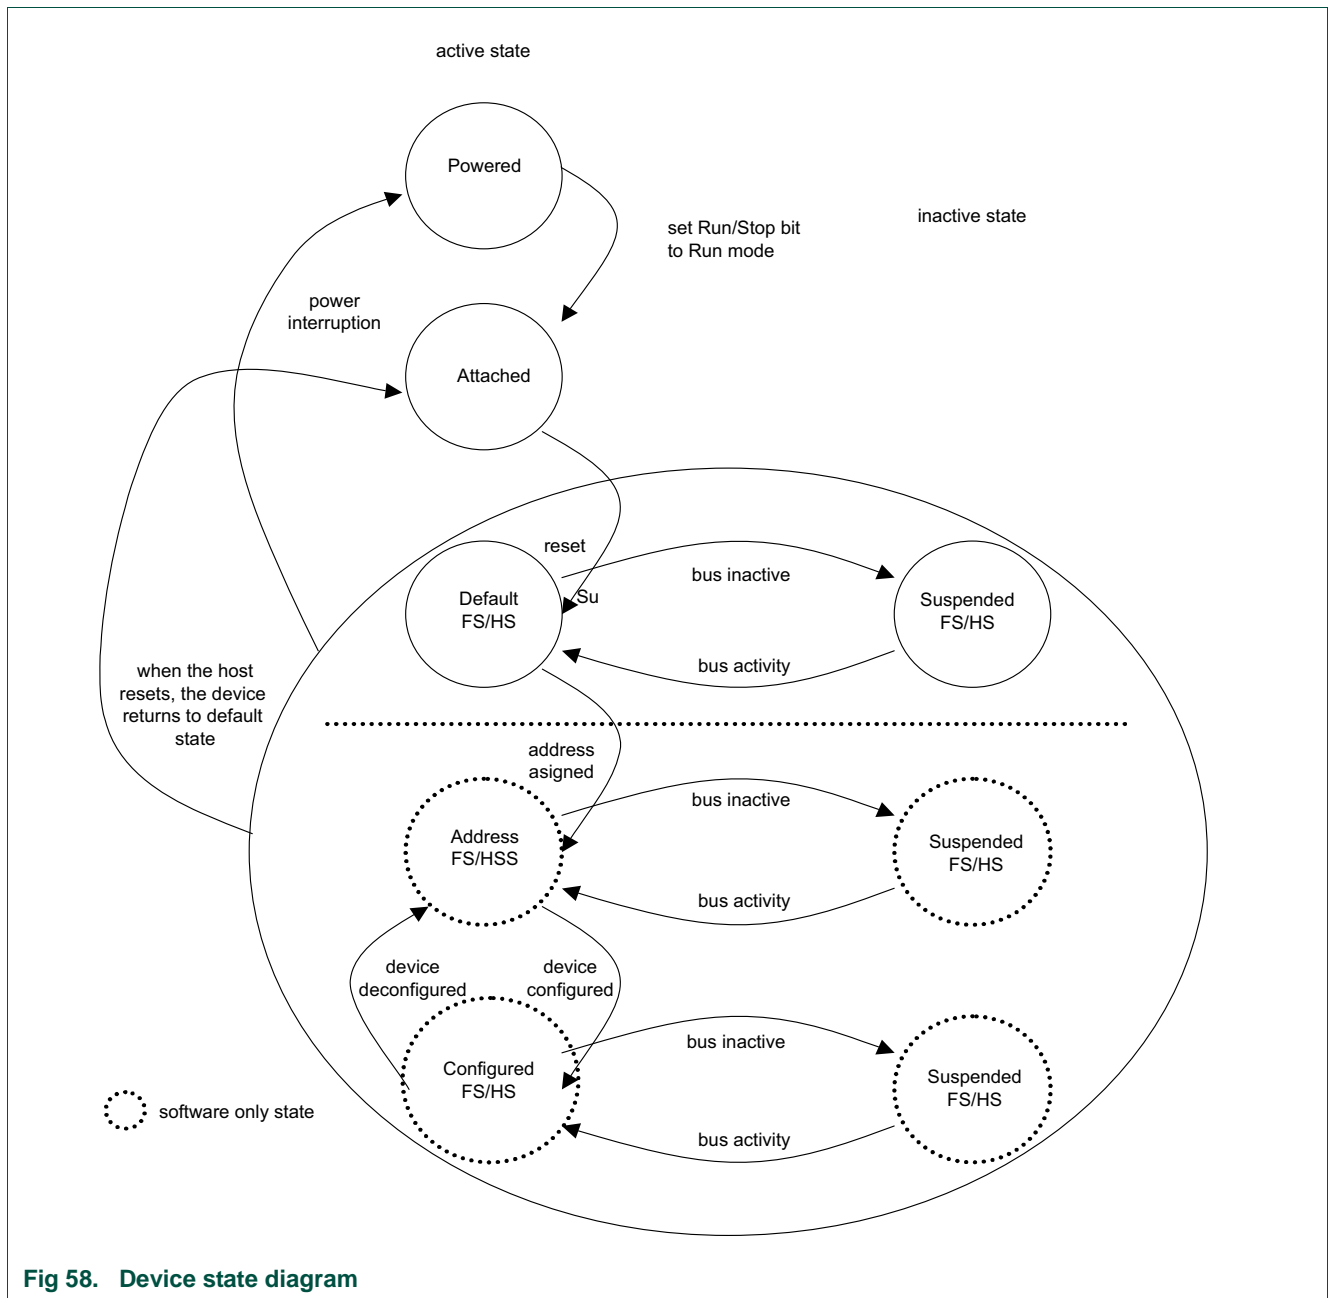 active state
Powered
inactive state
set Run/Stop bit
to Run mode
power
interruption
Attached
reset
bus inactive
Su
Default
FS/HS
Suspended
FS/HS
bus activity
when the host
resets, the device
returns to default
state
address
asigned
bus inactive
Address
FS/HSS
Suspended
FS/HS
bus activity
device
deconfigured
device
configured
bus inactive
Configured
FS/HS
Suspended
FS/HS
software only state
bus activity
Fig 58. Device state diagram